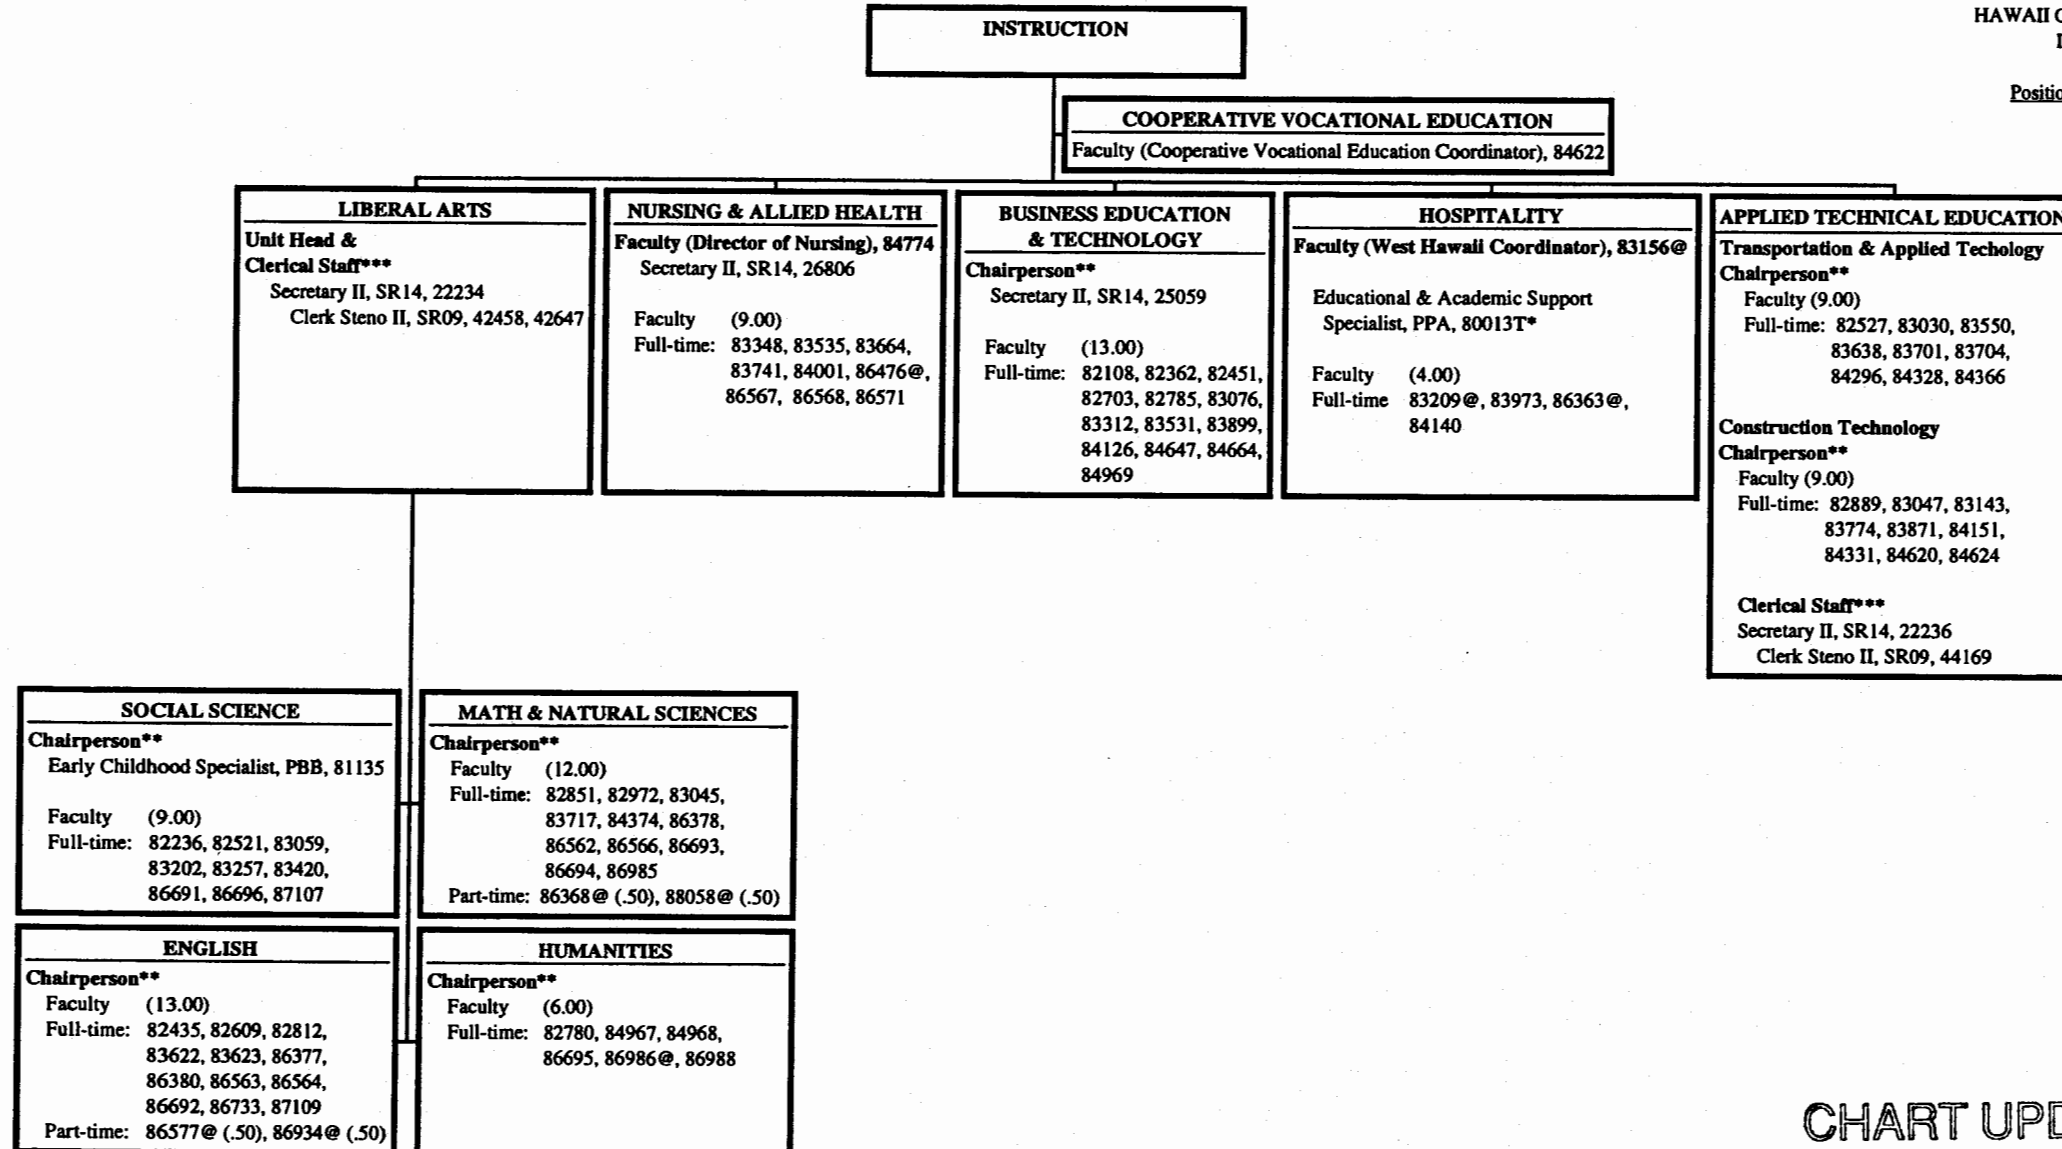 INSTRUCTION
HAWAII
Positio
COOPERATIVE VOCATIONAL EDUCATION
Faculty (Cooperative Vocational Education Coordinator), 84622
LIBERAL ARTS
Unit Head &
Clerical Staff***
Secretary II, SR14, 22234
Clerk Steno II, SR09, 42458, 42647
NURSING & ALLIED HEALTH
Faculty (Director of Nursing), 84774
Secretary II, SR14, 26806
Faculty (9.00)
Full-time: 83348, 83535, 83664,
83741, 84001, 86476@,
86567, 86568, 86571
BUSINESS EDUCATION
& TECHNOLOGY
Chairperson**
Secretary II, SR14, 25059
Faculty (13.00)
Full-time: 82108, 82362, 82451,
82703, 82785, 83076,
83312, 83531, 83899,
84126, 84647, 84664,
84969
HOSPITALITY
Faculty (West Hawaii Coordinator), 83156@
Educational & Academic Support
Specialist, PPA, 80013T*
Faculty (4.00)
Full-time 83209@, 83973, 86363@,
84140
APPLIED TECHNICAL EDUCATION
Transportation & Applied Techology
Chairperson**
Faculty (9.00)
Full-time: 82527, 83030, 83550,
83638, 83701, 83704,
84296, 84328, 84366
Construction Technology
Chairperson**
Faculty (9.00)
Full-time: 82889, 83047, 83143,
83774, 83871, 84151,
84331, 84620, 84624
Clerical Staff***
Secretary II, SR14, 22236
Clerk Steno II, SR09, 44169
SOCIAL SCIENCE
Chairperson**
Early Childhood Specialist, PBB, 81135
Faculty (9.00)
Full-time: 82236, 82521, 83059,
83202, 83257, 83420,
86691, 86696, 87107
MATH & NATURAL SCIENCES
Chairperson**
Faculty (12.00)
Full-time: 82851, 82972, 83045,
83717, 84374, 86378,
86562, 86566, 86693,
86694, 86985
Part-time: 86368@ (.50), 88058@ (.50)
ENGLISH
Chairperson**
Faculty (13.00)
Full-time: 82435, 82609, 82812,
83622, 83623, 86377,
86380, 86563, 86564,
86692, 86733, 87109
Part-time: 86577@ (.50), 86934@ (.50)
HUMANITIES
Chairperson**
Faculty (6.00)
Full-time: 82780, 84967, 84968,
86695, 86986@, 86988
CHART UPD